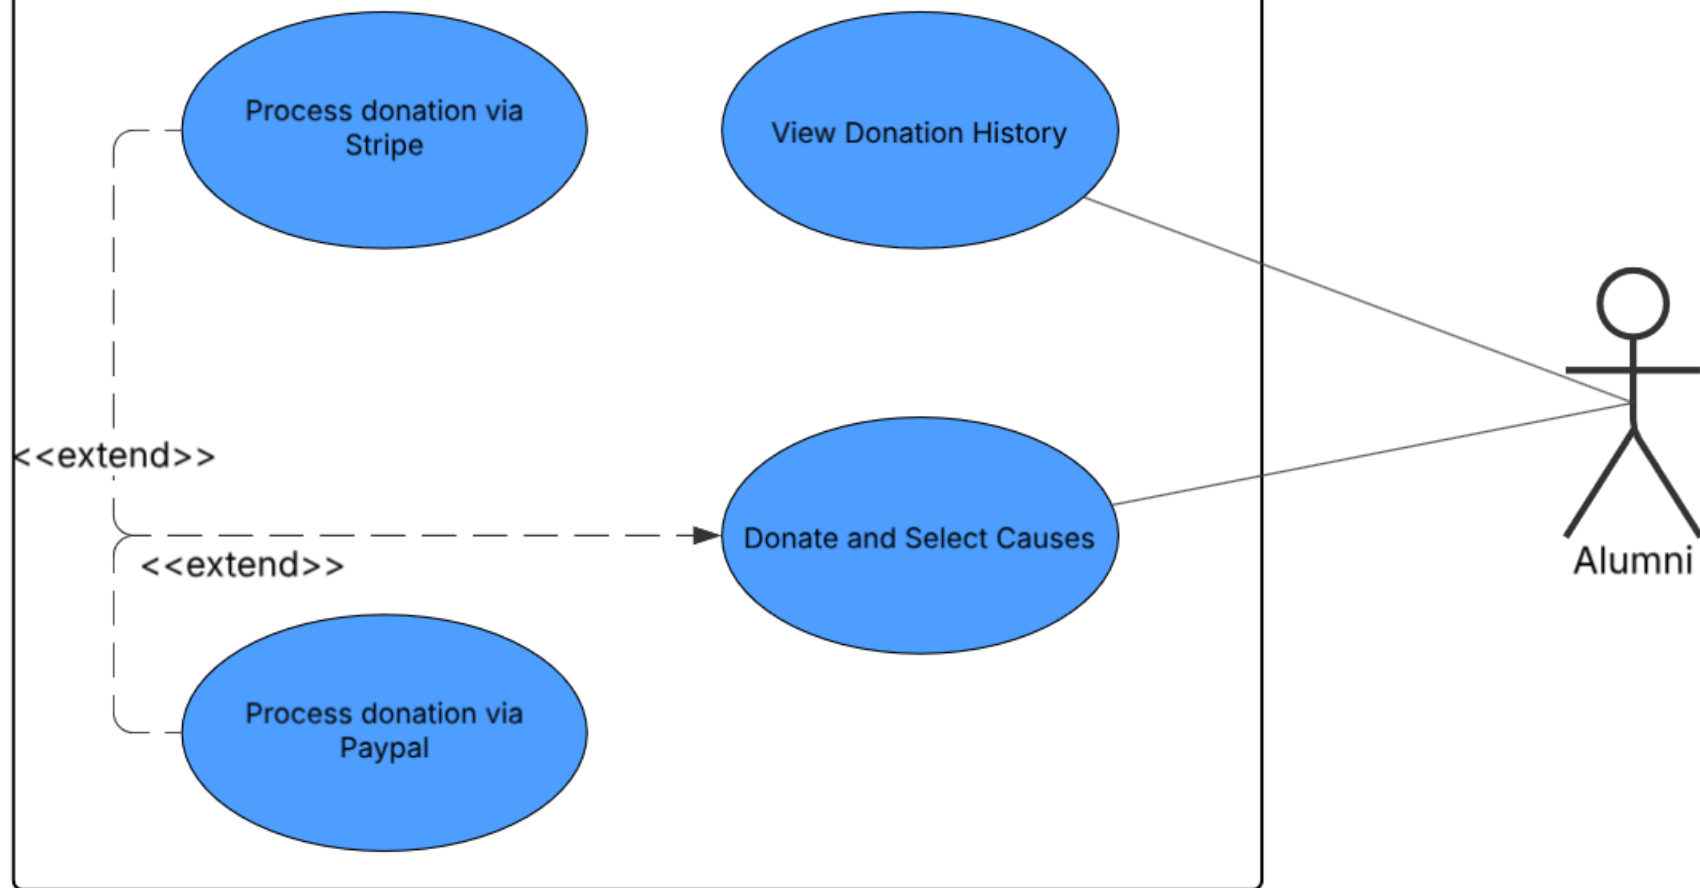 Process donation via
Stripe
View Donation History
<<extend>>
Donate and Select Causes
<<extend>>
Alumni
Process donation via
Paypal